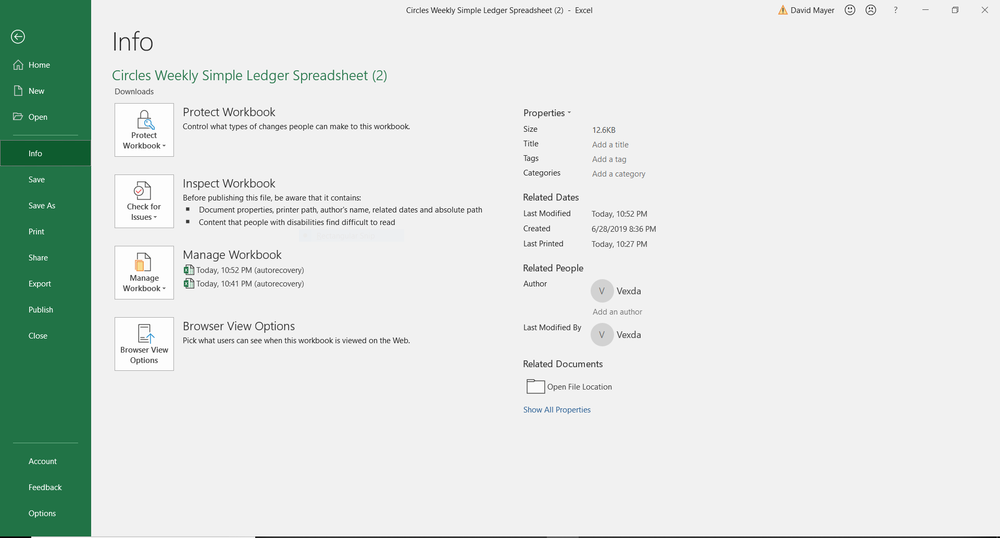 Circles Weekly Simple Ledger Spreadsheet (2) - Excel
David Mayer
?
Info
Home
New
Open
Info
Save
Save As
Print
Share
Export
Publish
Close
Account
Feedback
Options
Circles Weekly Simple Ledger Spreadsheet (2)
Downloads
Protect
Workbook
Protect Workbook
Control what types of changes people can make to this workbook.
Check for
Issues
Inspect Workbook
Before publishing this file, be aware that it contains:
Document properties, printer path, author's name, related dates and absolute path
Content that people with disabilities find difficult to read
Rectangular Snip
Manage
Workbook
Manage Workbook
Today, 10:52 PM (autorecovery)
Today, 10:41 PM (autorecovery)
Browser View
Options
Browser View Options
Pick what users can see when this workbook is viewed on the Web.
Properties
Size 12.6KB
Title Add a title
Tags Add a tag
Categories Add a category
Related Dates
Last Modified Today, 10:52 PM
Created 6/28/2019 8:36 PM
Last Printed Today, 10:27 PM
Related People
Author V Vexda
Add an author
Last Modified By V Vexda
Related Documents
Open File Location
Show All Properties